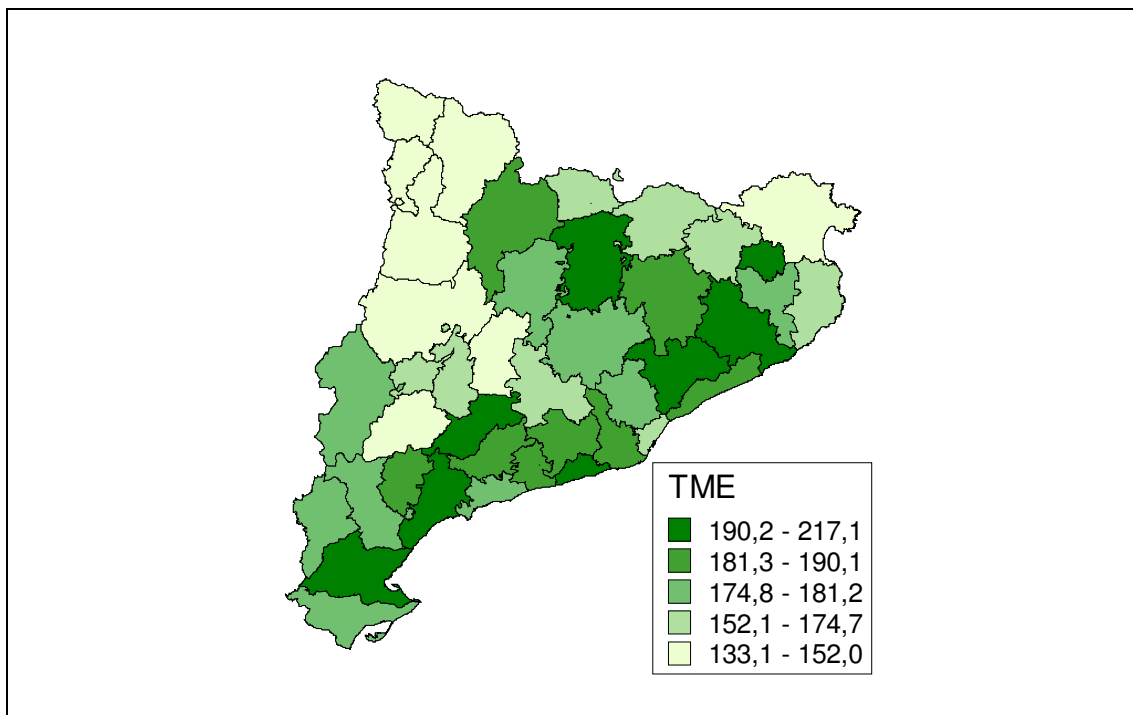 TME
190,2 - 217,1
181,3 - 190,1
174,8 - 181,2
152,1 - 174,7
133,1 - 152,0